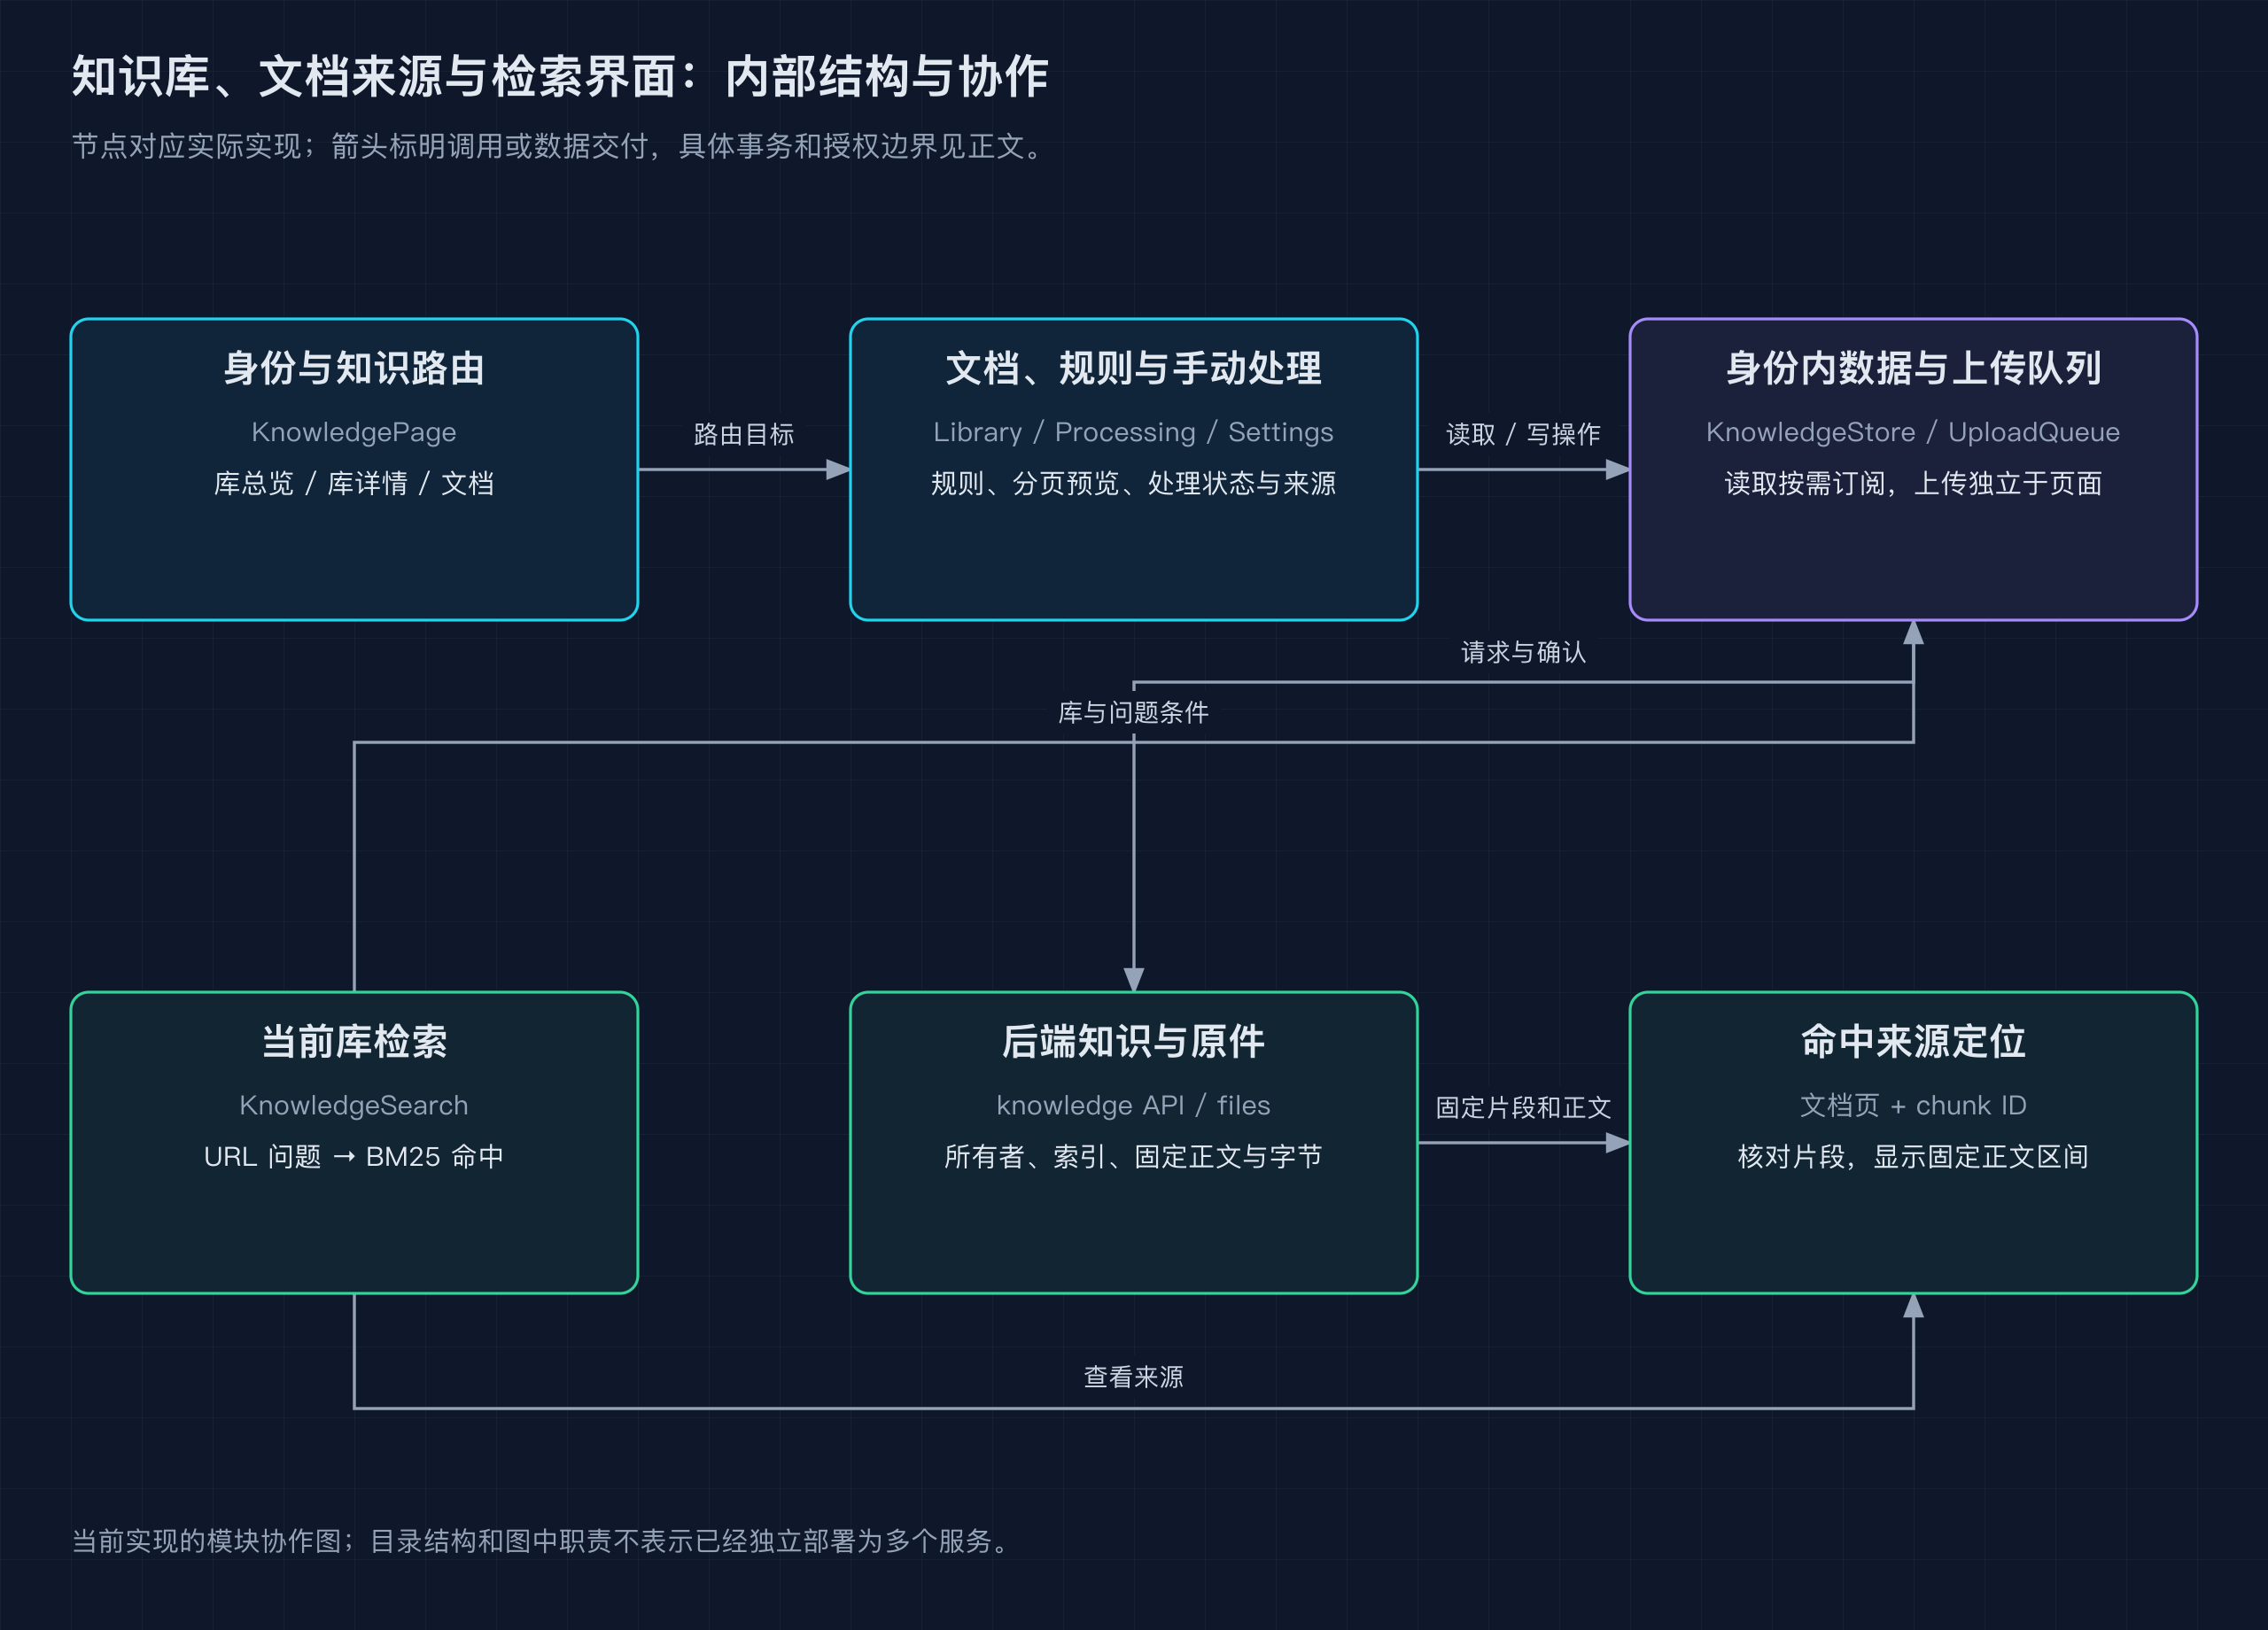 知识库、文档来源与检索界面：内部结构与协作
节点对应实际实现；箭头标明调用或数据交付，具体事务和授权边界见正文。
身份与知识路由
KnowledgePage
库总览 / 库详情 / 文档
路由目标
文档、规则与手动处理
Library / Processing / Settings
规则、分页预览、处理状态与来源
读取 / 写操作
身份内数据与上传队列
KnowledgeStore / UploadQueue
读取按需订阅，上传独立于页面
请求与确认
库与问题条件
当前库检索
KnowledgeSearch
URL 问题 → BM25 命中
后端知识与原件
knowledge API / files
所有者、索引、固定正文与字节
固定片段和正文
命中来源定位
文档页 + chunk ID
核对片段，显示固定正文区间
查看来源
当前实现的模块协作图；目录结构和图中职责不表示已经独立部署为多个服务。